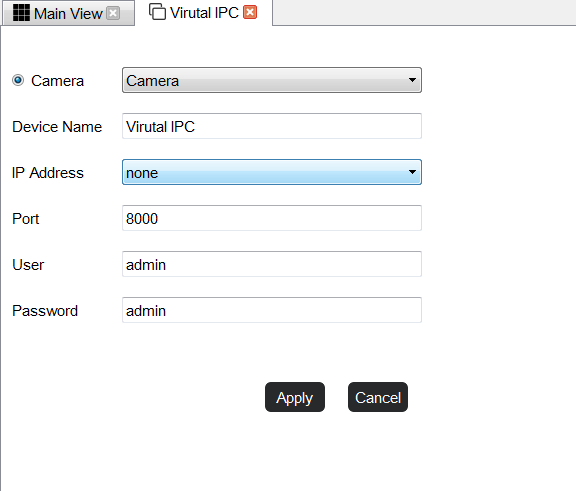 Main View Virutal IPC
Camera Camera
Device Name Virutal IPC
IP Address none
Port 8000
User admin
Password admin
Apply Cancel